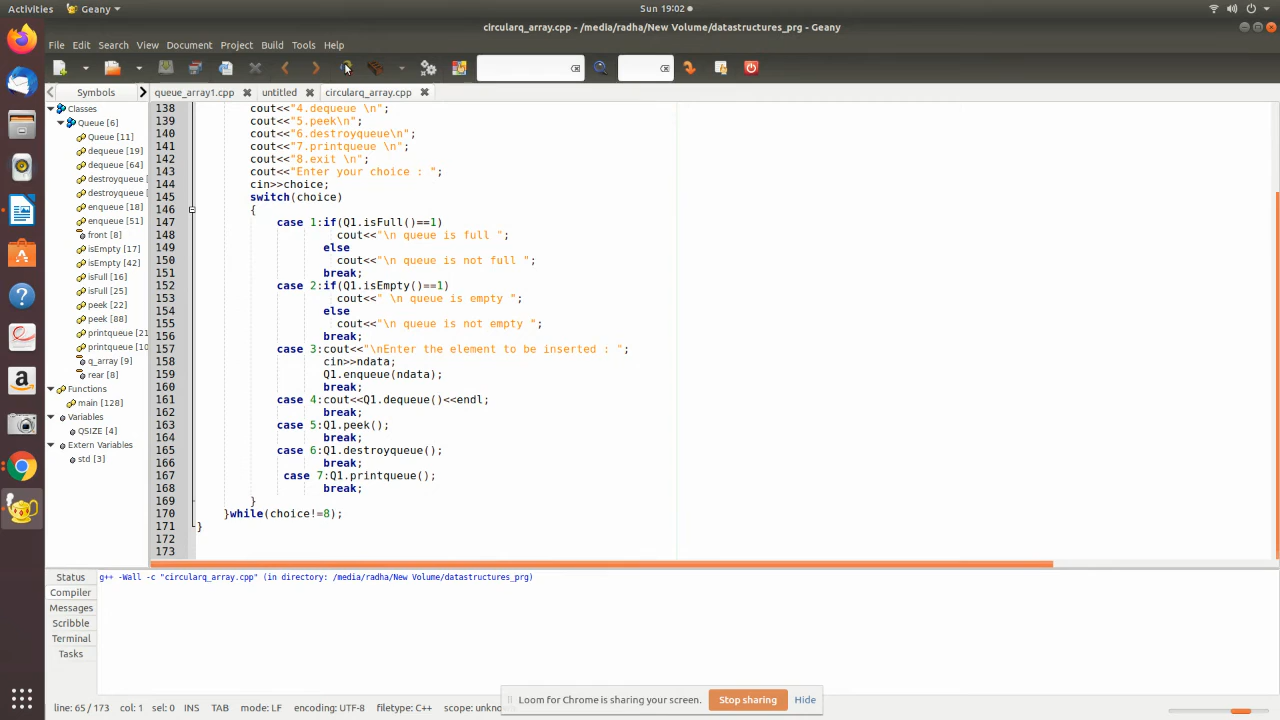 Activities Geany Sun 19:02
circularq_array.cpp - /media/radha/New Volume/datastructures_prg - Geany
File Edit Search View Document Project Build Tools Help
Symbols queue_array1.cpp untitled circularq_array.cpp
Classes
Queue [6]
Queue [11]
dequeue [19]
dequeue [64]
destroyqueue
destroyqueue
enqueue [18]
enqueue [51]
front [8]
isEmpty [17]
isEmpty [42]
isFull [16]
isFull [25]
peek [22]
peek [88]
printqueue [21
printqueue [10
q_array [9]
rear [8]
Functions
main [128]
Variables
QSIZE [4]
Extern Variables
std [3]
138 cout<<"4.dequeue \n";
139 cout<<"5.peek\n";
140 cout<<"6.destroyqueue\n";
141 cout<<"7.printqueue \n";
142 cout<<"8.exit \n";
143 cout<<"Enter your choice : ";
144 cin>>choice;
145 switch(choice)
146 {
147 case 1:if(Q1.isFull()==1)
148 cout<<"\n queue is full ";
149 else
150 cout<<"\n queue is not full ";
151 break;
152 case 2:if(Q1.isEmpty()==1)
153 cout<<" \n queue is empty ";
154 else
155 cout<<"\n queue is not empty ";
156 break;
157 case 3:cout<<"\nEnter the element to be inserted : ";
158 cin>>ndata;
159 Q1.enqueue(ndata);
160 break;
161 case 4:cout<<Q1.dequeue()<<endl;
162 break;
163 case 5:Q1.peek();
164 break;
165 case 6:Q1.destroyqueue();
166 break;
167 case 7:Q1.printqueue();
168 break;
169 }
170 }while(choice!=8);
171 }
172
173
Status
Compiler
Messages
Scribble
Terminal
Tasks
g++ -Wall -c "circularq_array.cpp" (in directory: /media/radha/New Volume/datastructures_prg)
Loom for Chrome is sharing your screen. Stop sharing Hide
line: 65 / 173 col: 1 sel: 0 INS TAB mode: LF encoding: UTF-8 filetype: C++ scope: unkn